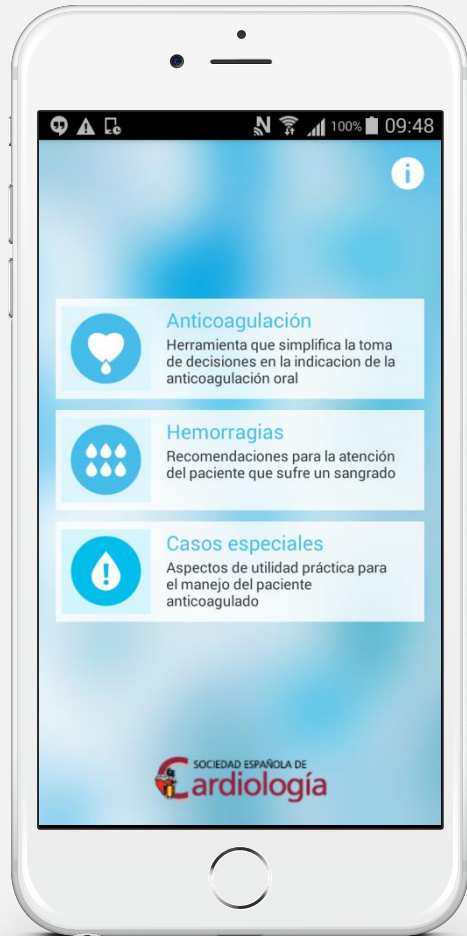 100% 09:48
i
Anticoagulación
Herramienta que simplifica la toma
de decisiones en la indicacion de la
anticoagulación oral
Hemorragias
Recomendaciones para la atención
del paciente que sufre un sangrado
Casos especiales
Aspectos de utilidad práctica para
el manejo del paciente
anticoagulado
SOCIEDAD ESPAÑOLA DE
Cardiología